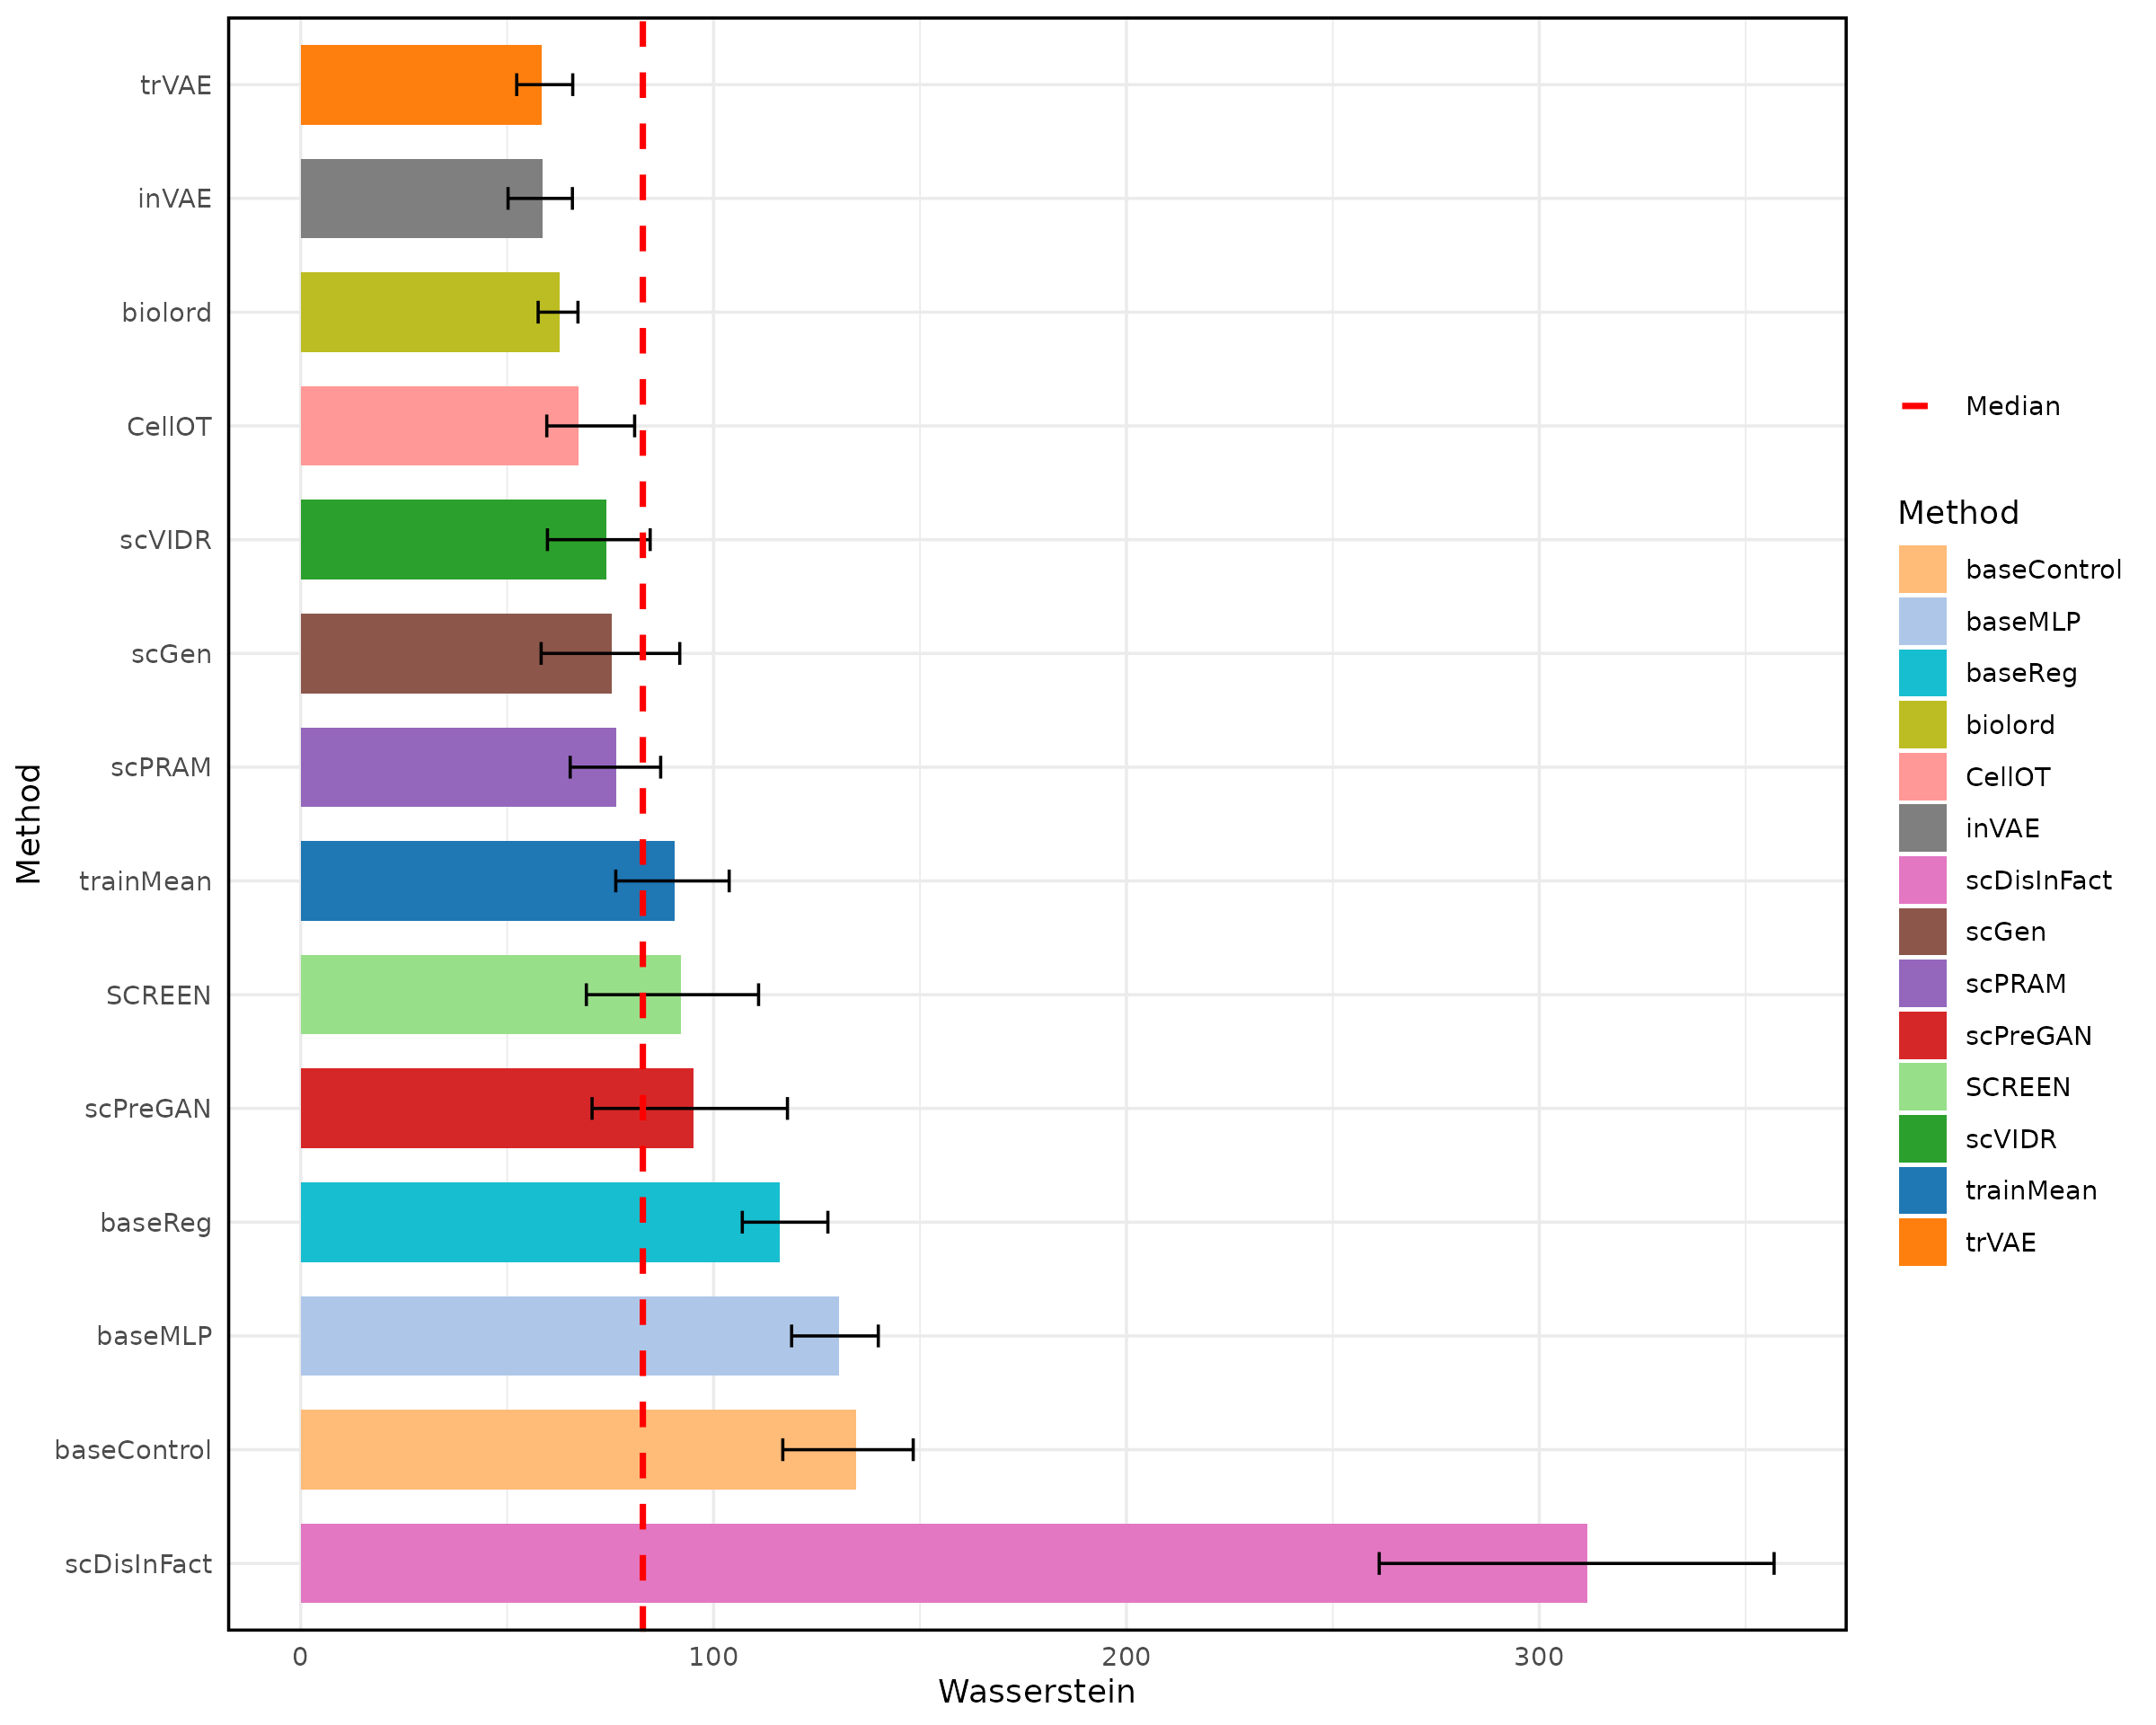 trVAE
inVAE
biolord
CellOT
scVIDR
scGen
scPRAM
trainMean
SCREEN
scPreGAN
baseReg
baseMLP
baseControl
scDisInFact
Method
0 100 200 300
Wasserstein
Median
Method
baseControl
baseMLP
baseReg
biolord
CellOT
inVAE
scDisInFact
scGen
scPRAM
scPreGAN
SCREEN
scVIDR
trainMean
trVAE